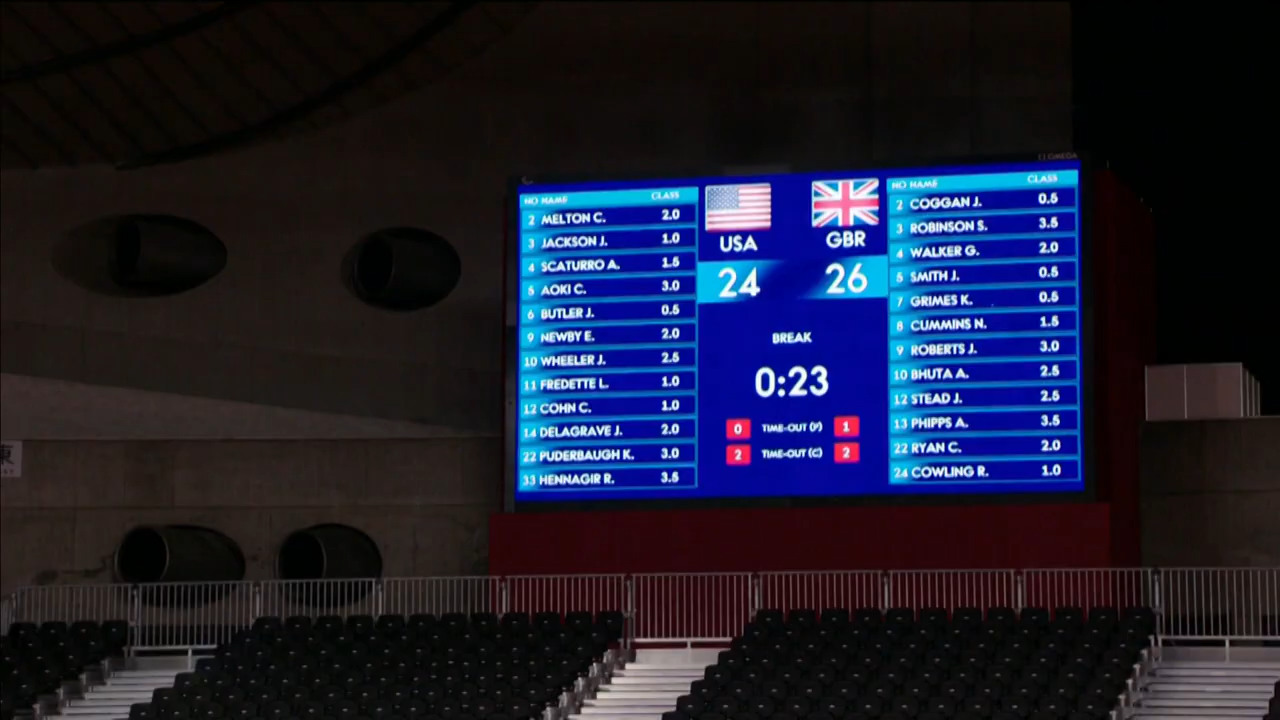 Ω OMEGA
NO NAME CLASS
2 MELTON C. 2.0
3 JACKSON J. 1.0
4 SCATURRO A. 1.5
5 AOKI C. 3.0
6 BUTLER J. 0.5
9 NEWBY E. 2.0
10 WHEELER J. 2.5
11 FREDETTE L. 1.0
12 COHN C. 1.0
14 DELAGRAVE J. 2.0
22 PUDERBAUGH K. 3.0
33 HENNAGIR R. 3.5
USA GBR
24 26
BREAK
0:23
0 TIME-OUT (P) 1
2 TIME-OUT (C) 2
NO NAME CLASS
2 COGGAN J. 0.5
3 ROBINSON S. 3.5
4 WALKER G. 2.0
5 SMITH J. 0.5
7 GRIMES K. 0.5
8 CUMMINS N. 1.5
9 ROBERTS J. 3.0
10 BHUTA A. 2.5
12 STEAD J. 2.5
13 PHIPPS A. 3.5
22 RYAN C. 2.0
24 COWLING R. 1.0
東